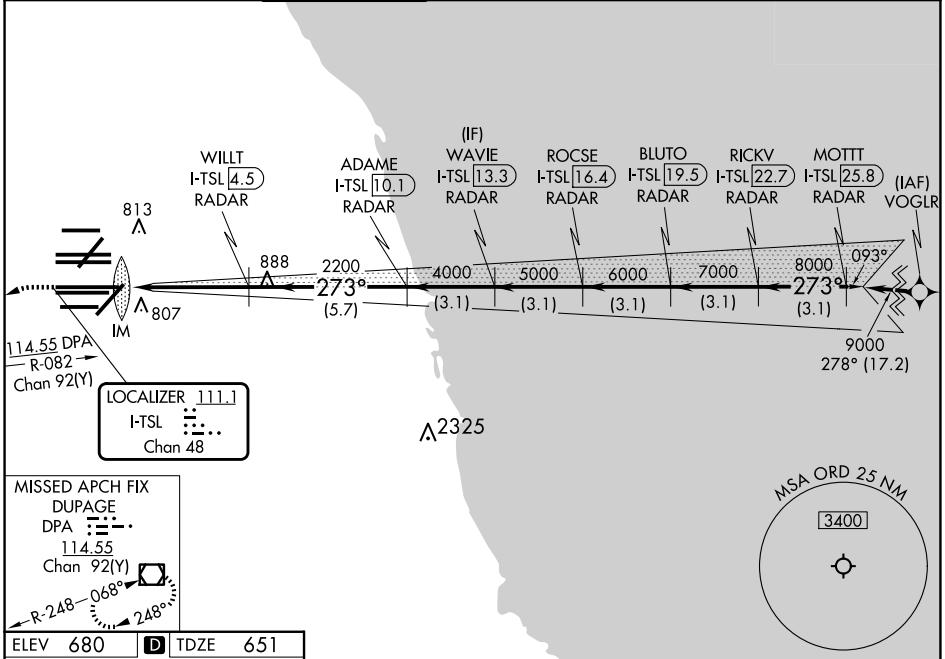 (IF)
WILLT
I-TSL 4.5
RADAR
ADAME
I-TSL 10.1
RADAR
WAVIE
I-TSL 13.3
RADAR
ROCSE
I-TSL 16.4
RADAR
BLUTO
I-TSL 19.5
RADAR
RICKV
I-TSL 22.7
RADAR
MOTTT
I-TSL 25.8
RADAR
(IAF)
VOGLR
813
888
807
IM
2200
273°
(5.7)
4000
(3.1)
5000
(3.1)
6000
(3.1)
7000
(3.1)
8000
273°
(3.1)
093°
9000
278° (17.2)
114.55 DPA
R-082
Chan 92(Y)
LOCALIZER 111.1
I-TSL
Chan 48
2325
MISSED APCH FIX
DUPAGE
DPA
114.55
Chan 92(Y)
R-248
068°
248°
MSA ORD 25 NM
3400
ELEV 680 D TDZE 651